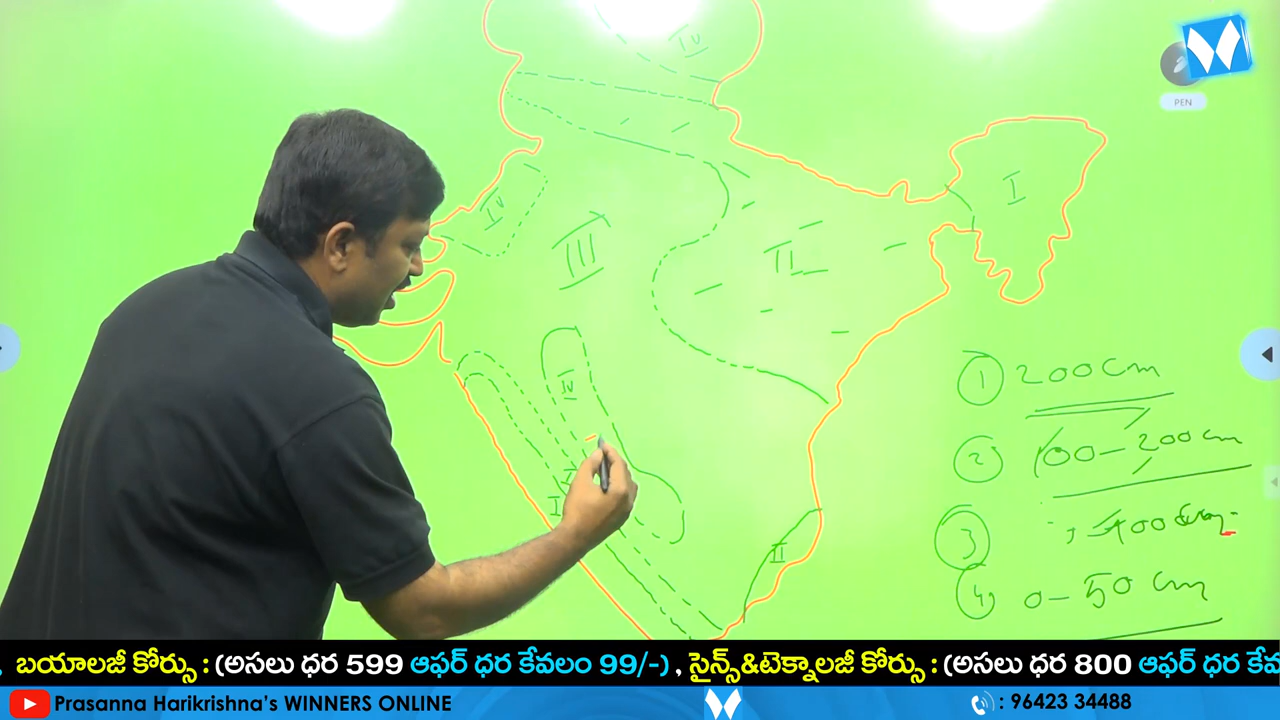 IV
PEN
I
IV
III
II
IV
I
II
① 200 cm
② 100-200 cm
③
④ 0-50 cm
బయాలజీ కోర్సు : (అసలు ధర 599 ఆఫర్ ధర కేవలం 99/-) , సైన్స్&టెక్నాలజీ కోర్సు : (అసలు ధర 800 ఆఫర్ ధర
Prasanna Harikrishna's WINNERS ONLINE : 96423 34488